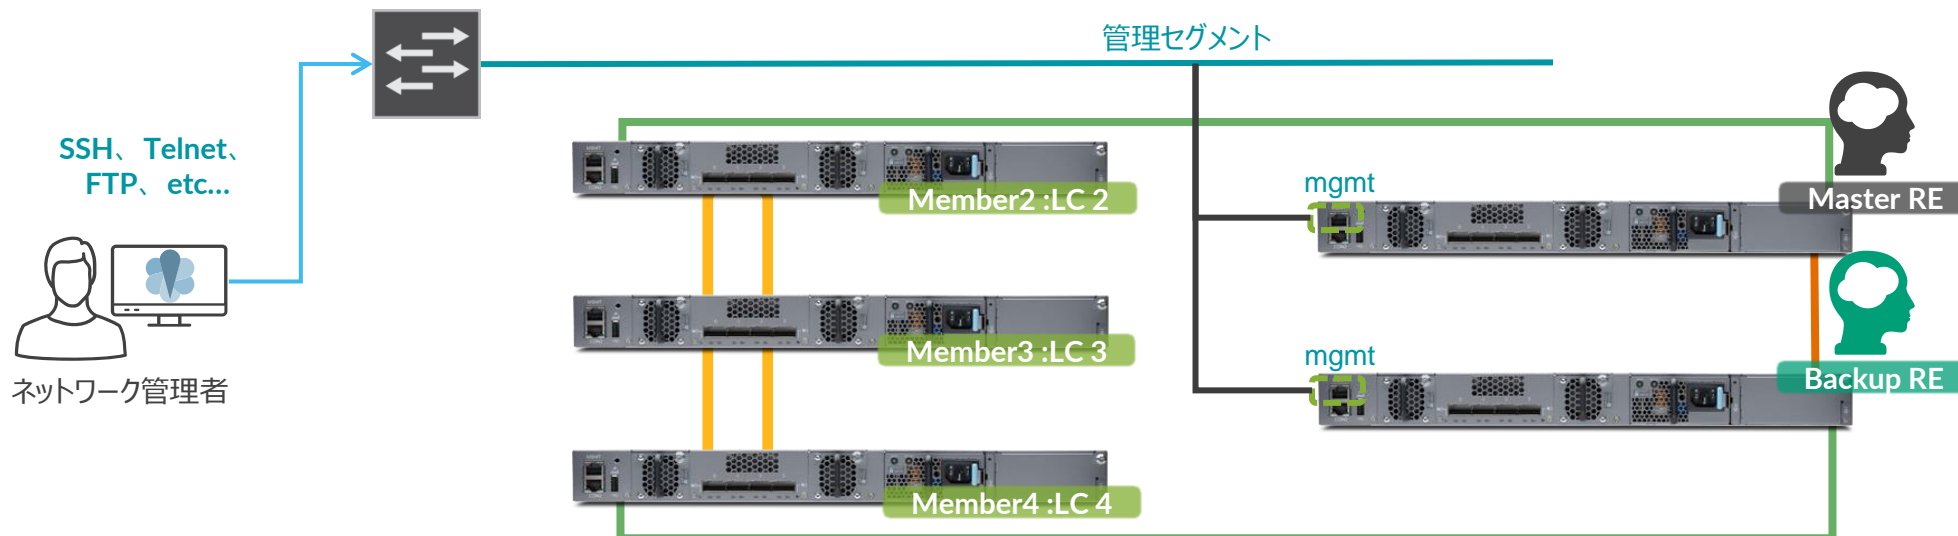 管理セグメント
SSH、Telnet、
FTP、etc...
ネットワーク管理者
Member2 :LC 2
Member3 :LC 3
Member4 :LC 4
mgmt
Master RE
mgmt
Backup RE